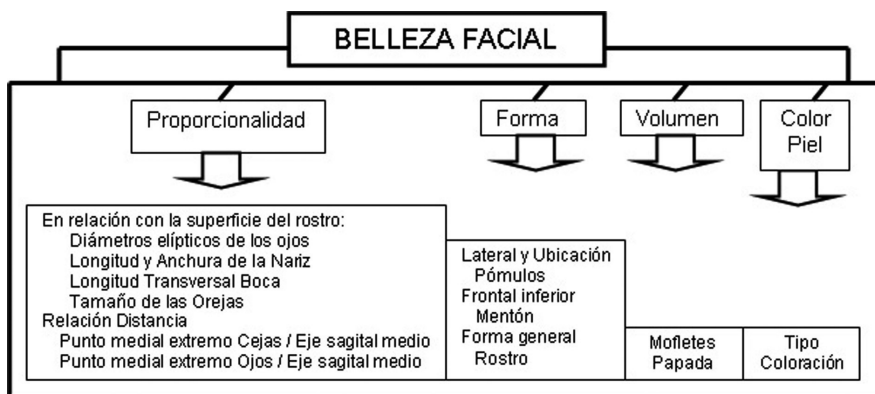 BELLEZA FACIAL
Proporcionalidad
Forma
Volumen
Color
Piel
En relación con la superficie del rostro:
Diámetros elípticos de los ojos
Longitud y Anchura de la Nariz
Longitud Transversal Boca
Tamaño de las Orejas
Relación Distancia
Punto medial extremo Cejas / Eje sagital medio
Punto medial extremo Ojos / Eje sagital medio
Lateral y Ubicación
Pómulos
Frontal inferior
Mentón
Forma general
Rostro
Mofletes
Papada
Tipo
Coloración